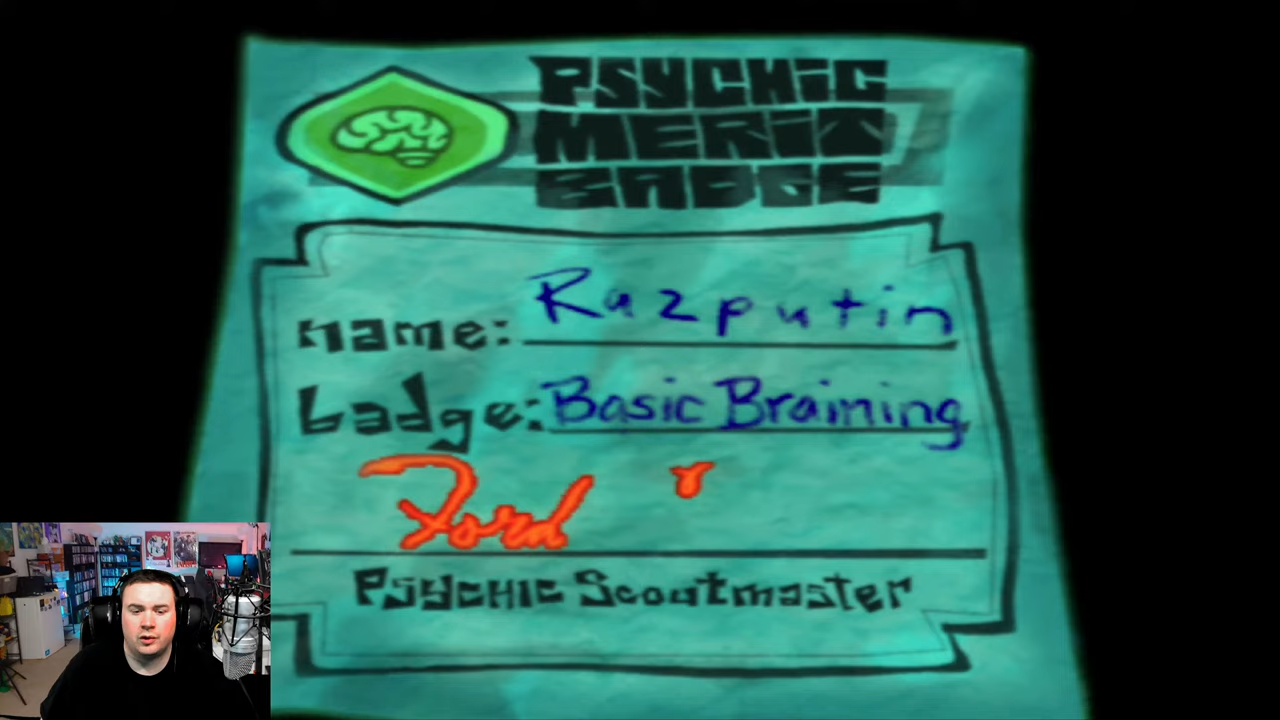 PSYCHIC
MERIT
BADGE
name: Razputin
badge: Basic Braining
Ford
Psychic Scoutmaster